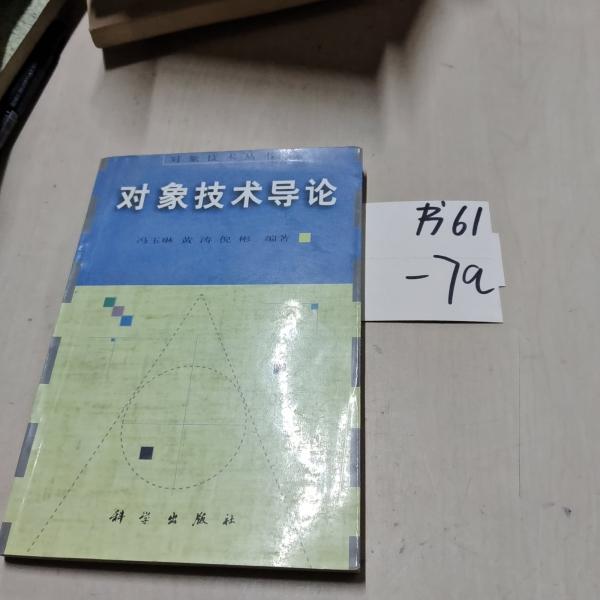 对象技术丛书
对象技术导论
冯玉琳 黄涛 倪彬 编著
科学出版社
书61
-7a